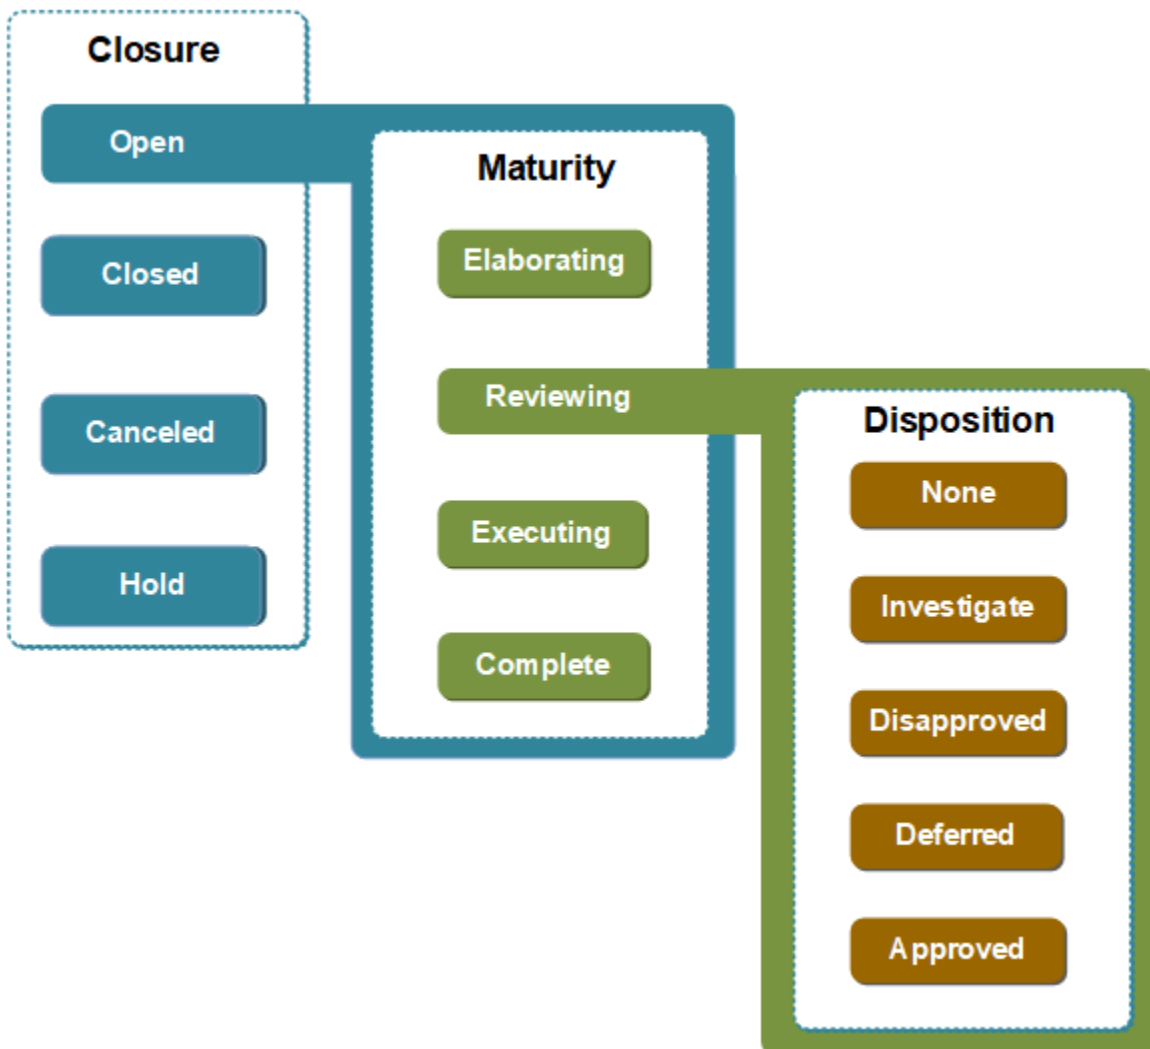 Closure
Open
Closed
Canceled
Hold
Maturity
Elaborating
Reviewing
Executing
Complete
Disposition
None
Investigate
Disapproved
Deferred
Approved